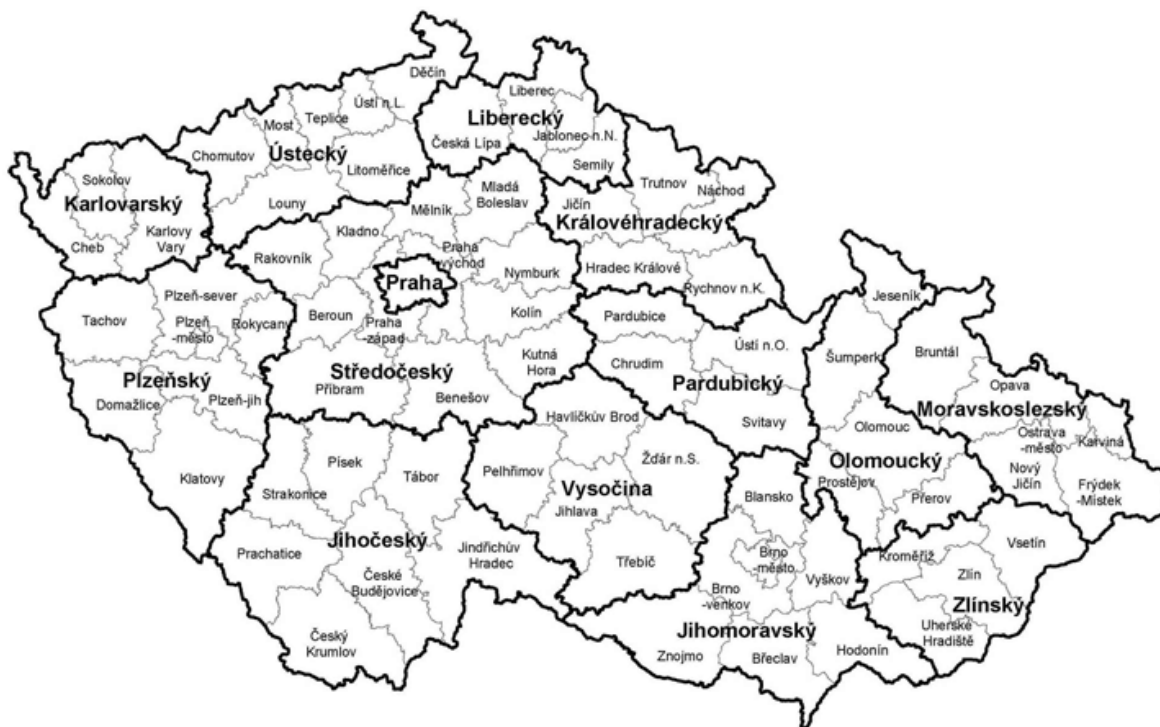 Děčín
Liberec
Ústí n.L.
Teplice
Most
Liberecký
Česká Lípa
Jablonec n.N.
Chomutov
Ústecký
Litoměřice
Semily
Sokolov
Karlovarský
Louny
Mladá
Boleslav
Trutnov
Náchod
Jičín
Mělník
Královéhradecký
Cheb
Karlovy
Vary
Kladno
Rakovník
Praha
východ
Praha
Nymburk
Hradec Králové
Rychnov n.K.
Jeseník
Plzeň-sever
Tachov
Plzeň
-město
Rokycany
Beroun
Praha
-západ
Kolín
Pardubice
Ústí n.O.
Šumperk
Bruntál
Chrudim
Kutná
Hora
Středočeský
Příbram
Benešov
Pardubický
Plzeňský
Domažlice
Plzeň-jih
Opava
Moravskoslezský
Svitavy
Havlíčkův Brod
Olomouc
Ostrava
-město
Karviná
Klatovy
Písek
Tábor
Pelhřimov
Žďár n.S.
Olomoucký
Prostějov
Přerov
Nový
Jičín
Frýdek
-Místek
Strakonice
Vysočina
Jihlava
Blansko
Jihočeský
Prachatice
Jindřichův
Hradec
Třebíč
Brno
-město
Vyškov
Kroměříž
Vsetín
Zlín
České
Budějovice
Brno
-venkov
Zlínský
Uherské
Hradiště
Jihomoravský
Český
Krumlov
Znojmo
Břeclav
Hodonín